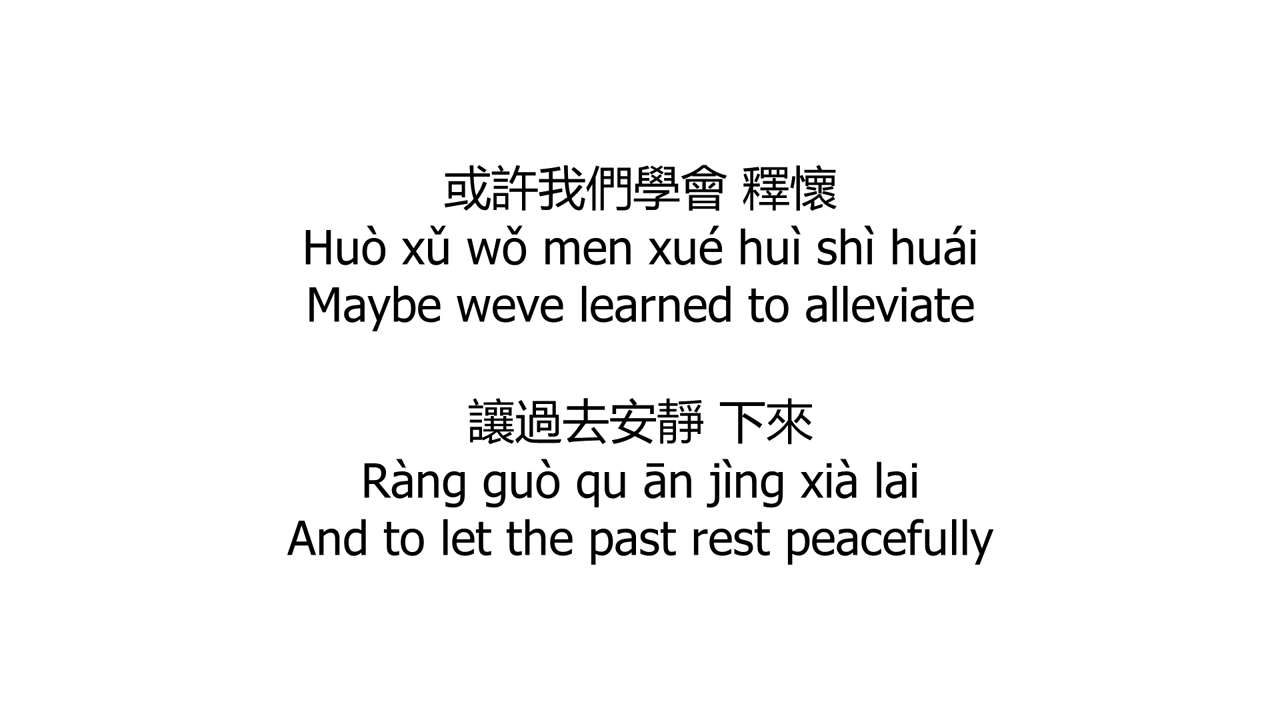 或許我們學會 釋懷
Huò xǔ wǒ men xué huì shì huái
Maybe weve learned to alleviate
讓過去安靜 下來
Ràng guò qu ān jìng xià lai
And to let the past rest peacefully